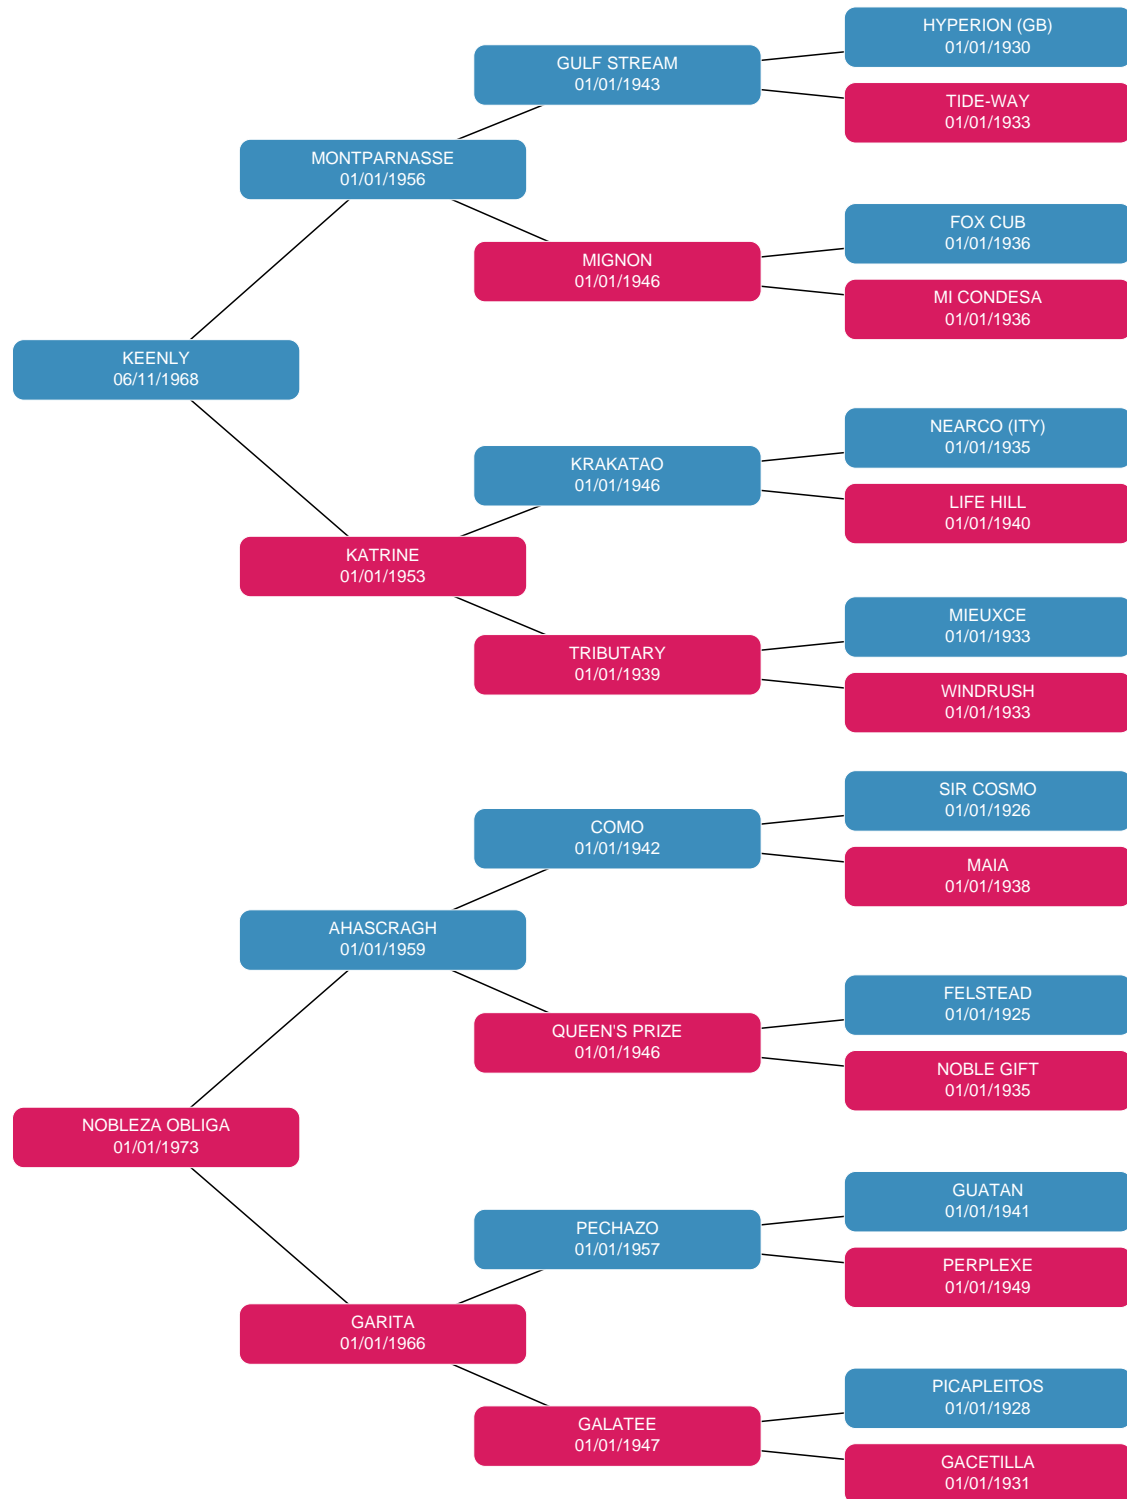 HYPERION (GB)
01/01/1930
GULF STREAM
01/01/1943
TIDE-WAY
01/01/1933
MONTPARNASSE
01/01/1956
FOX CUB
01/01/1936
MIGNON
01/01/1946
MI CONDESA
01/01/1936
KEENLY
06/11/1968
NEARCO (ITY)
01/01/1935
KRAKATAO
01/01/1946
LIFE HILL
01/01/1940
KATRINE
01/01/1953
MIEUXCE
01/01/1933
TRIBUTARY
01/01/1939
WINDRUSH
01/01/1933
SIR COSMO
01/01/1926
COMO
01/01/1942
MAIA
01/01/1938
AHASCRAGH
01/01/1959
FELSTEAD
01/01/1925
QUEEN'S PRIZE
01/01/1946
NOBLE GIFT
01/01/1935
NOBLEZA OBLIGA
01/01/1973
GUATAN
01/01/1941
PECHAZO
01/01/1957
PERPLEXE
01/01/1949
GARITA
01/01/1966
PICAPLEITOS
01/01/1928
GALATEE
01/01/1947
GACETILLA
01/01/1931